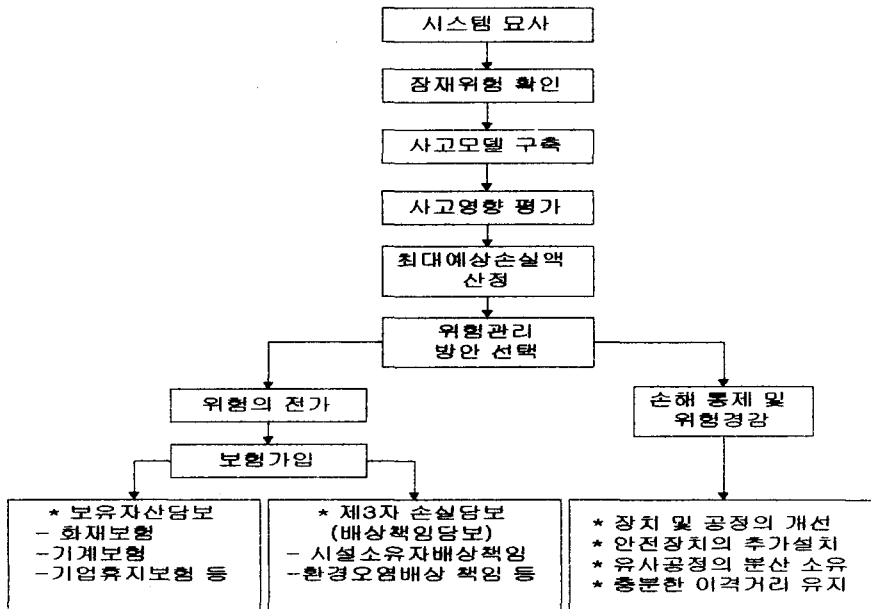 시스템 묘사
잠재위험 확인
사고모델 구축
사고영향 평가
최대예상손실액
산정
위험관리
방안 선택
위험의 전가
보험가입
* 보유자산담보
- 화재보험
-기계보험
-기업휴지보험 등
* 제3자 손실담보
(배상책임담보)
- 시설소유자배상책임
-환경오염배상 책임 등
손해 통제 및
위험경감
* 장치 및 공정의 개선
* 안전장치의 추가설치
* 유사공정의 분산 소유
* 충분한 이격거리 유지